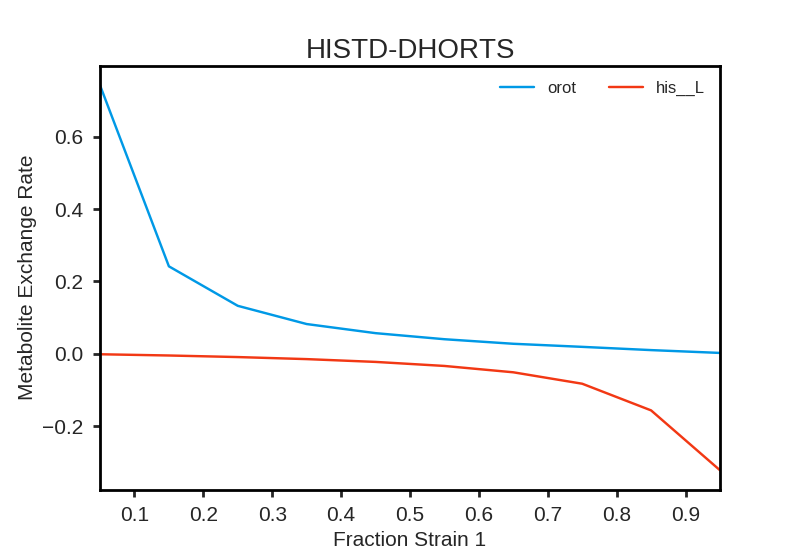 HISTD-DHORTS
orot his__L
Metabolite Exchange Rate
0.6
0.4
0.2
0.0
−0.2
0.1 0.2 0.3 0.4 0.5 0.6 0.7 0.8 0.9
Fraction Strain 1